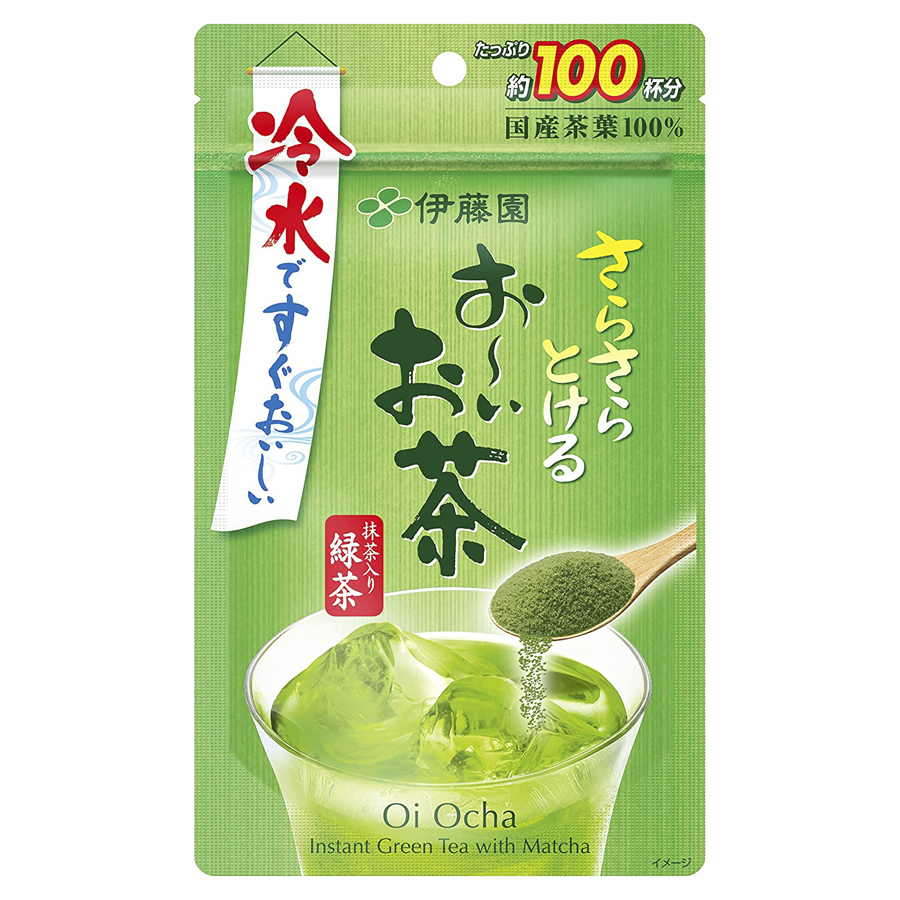 たっぷり
約100杯分
国産茶葉100%
冷水ですぐおいしい
伊藤園
さらさら
とける
お〜い
お茶
抹茶入り
緑茶
Oi Ocha
Instant Green Tea with Matcha
イメージ